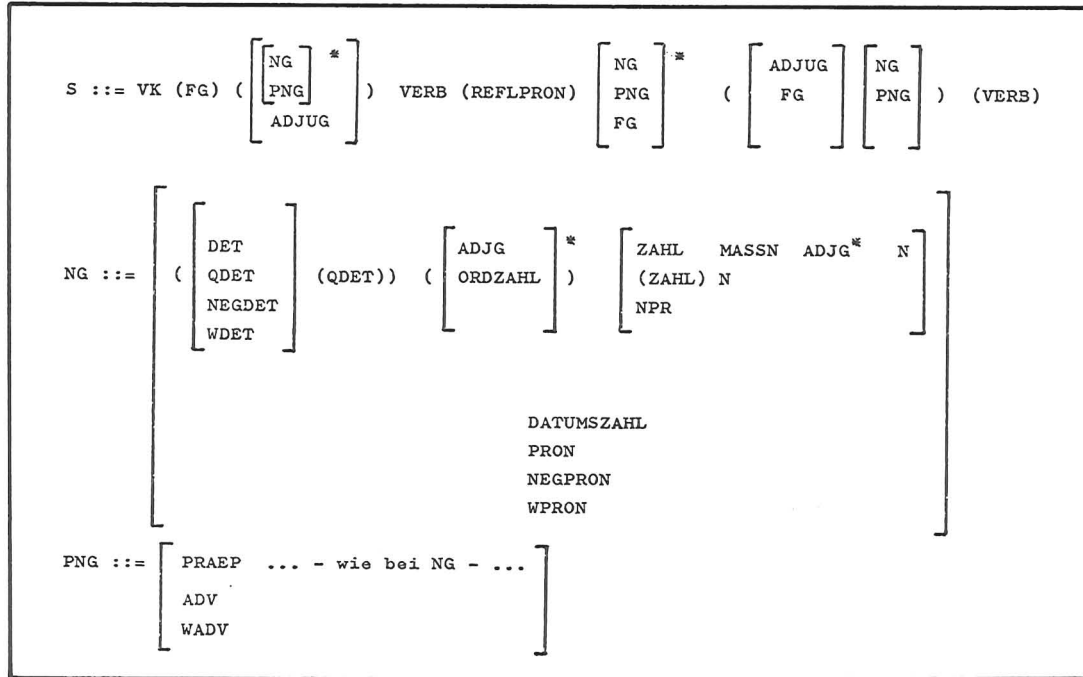 NG * NG * ADJUG NG
S ::= VK (FG) ( PNG ) VERB (REFLPRON) PNG ( FG PNG ) (VERB)
ADJUG FG
DET ADJG * ZAHL MASSN ADJG* N
NG ::= ( QDET (QDET)) ( ORDZAHL ) (ZAHL) N
NEGDET NPR
WDET
DATUMSZAHL
PRON
NEGPRON
WPRON
PNG ::= PRAEP ... - wie bei NG - ...
ADV
WADV